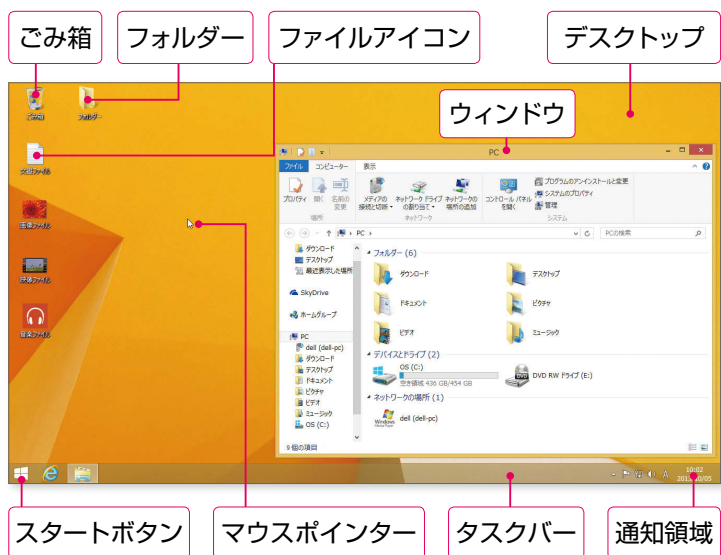 ごみ箱
フォルダー
ファイルアイコン
デスクトップ
ウィンドウ
ごみ箱
フォルダー
文書ファイル
画像ファイル
映像ファイル
音楽ファイル
PC
ファイル コンピューター 表示
プロパティ 開く 名前の変更
メディアの接続と切断 ネットワーク ドライブの割り当て ネットワークの場所の追加
コントロール パネルを開く
プログラムのアンインストールと変更
システムのプロパティ
管理
場所 ネットワーク システム
PC PCの検索
ダウンロード
デスクトップ
最近表示した場所
SkyDrive
ホームグループ
PC
dell (dell-pc)
ダウンロード
デスクトップ
ドキュメント
ピクチャ
ビデオ
ミュージック
OS (C:)
フォルダー (6)
ダウンロード デスクトップ
ドキュメント ピクチャ
ビデオ ミュージック
デバイスとドライブ (2)
OS (C:)
空き領域 436 GB/454 GB
DVD RW ドライブ (E:)
ネットワークの場所 (1)
dell (dell-pc)
9 個の項目
A
10:02
スタートボタン
マウスポインター
タスクバー
通知領域